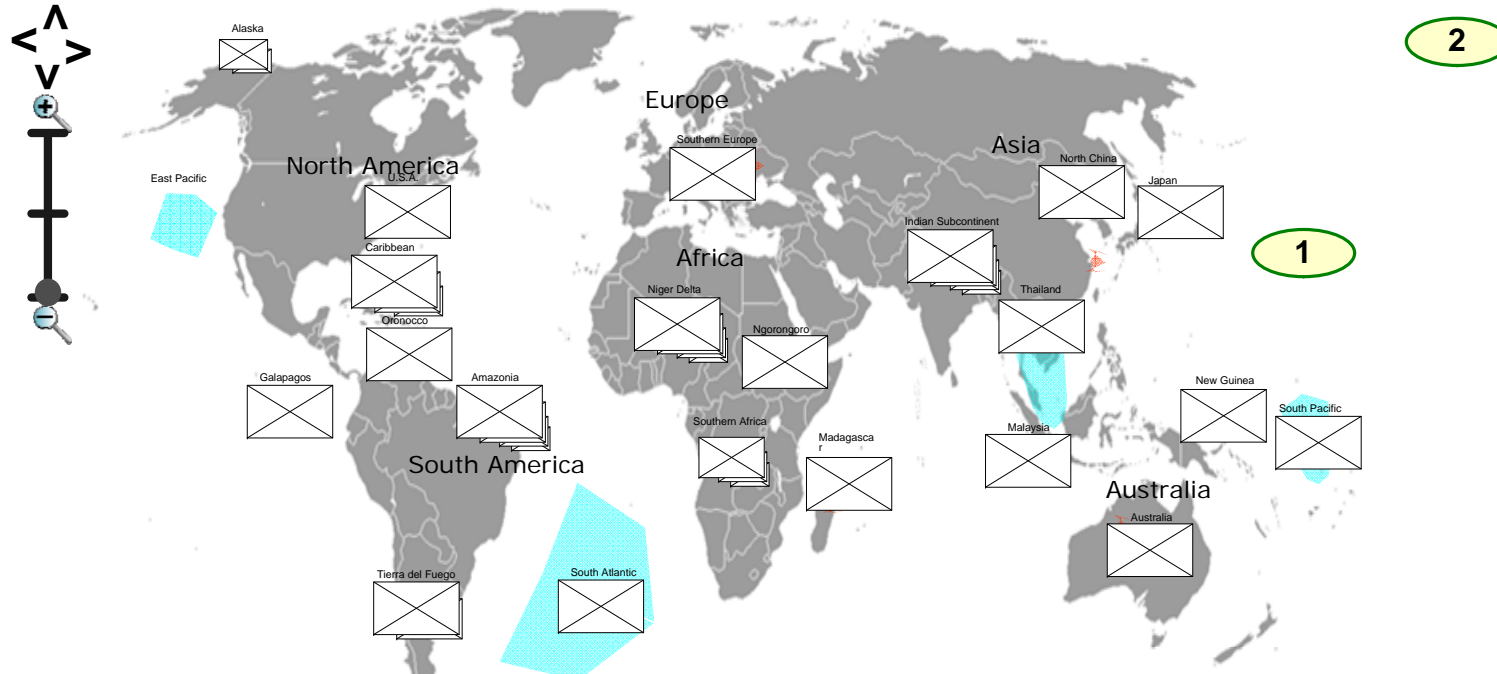 Alaska
2
Europe
Southern Europe
Asia
North America
North China
U.S.A.
East Pacific
Japan
Indian Subcontinent
Caribbean
Africa
1
Niger Delta
Thailand
Oronocco
Ngorongoro
Galapagos
Amazonia
New Guinea
South Pacific
Southern Africa
Malaysia
Madagasca
r
South America
Australia
Australia
Tierra del Fuego
South Atlantic